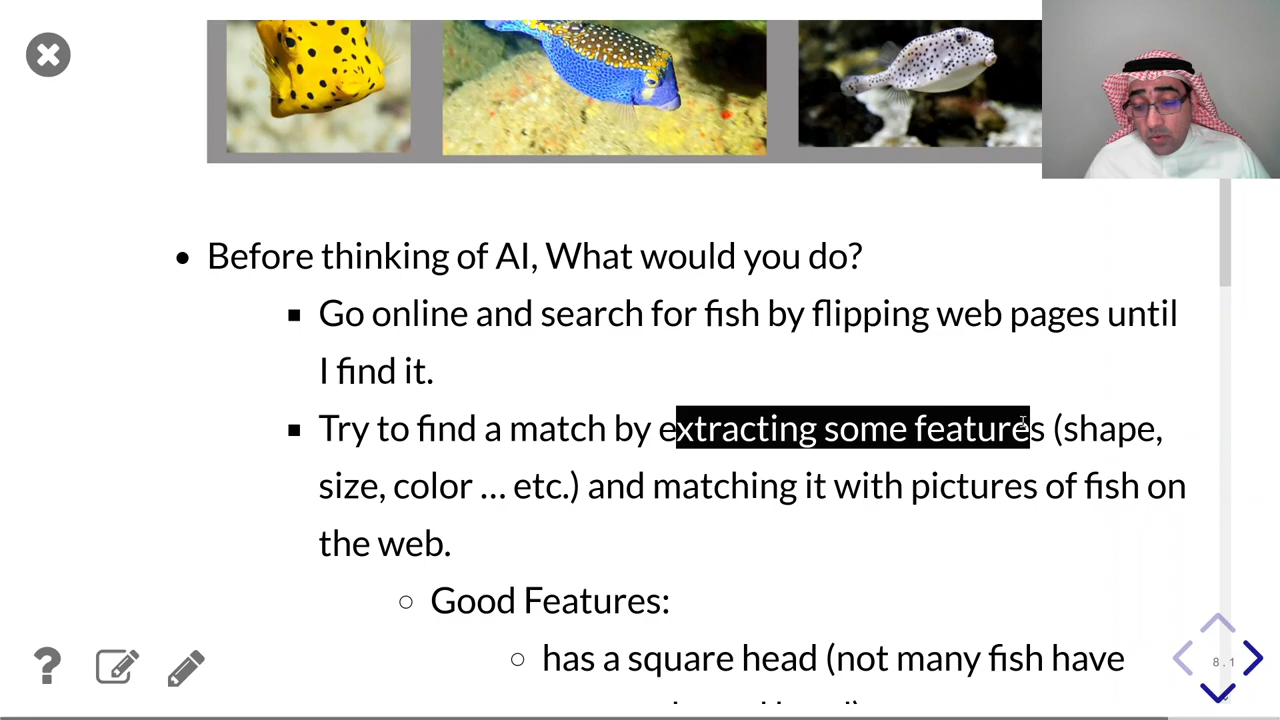 Before thinking of AI, What would you do?
Go online and search for fish by flipping web pages until
I find it.
Try to find a match by extracting some features (shape,
size, color ... etc.) and matching it with pictures of fish on
the web.
Good Features:
has a square head (not many fish have
?
8.1